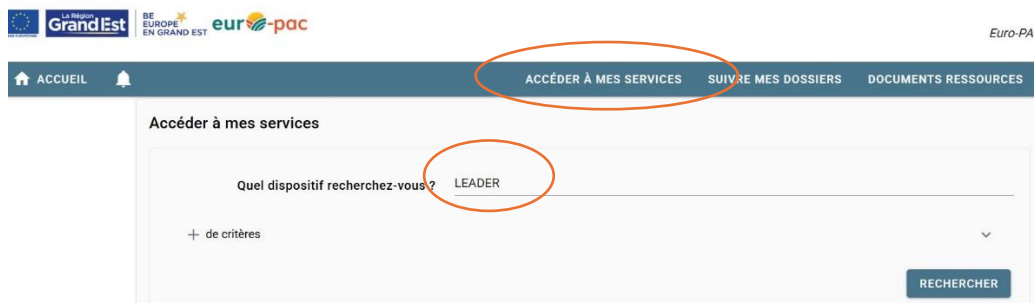 La Région
Grand Est
BE
EUROPE
EN GRAND EST
euro-pac
Euro-PA
ACCUEIL
ACCÉDER À MES SERVICES
SUIVRE MES DOSSIERS
DOCUMENTS RESSOURCES
Accéder à mes services
Quel dispositif recherchez-vous ?
LEADER
+ de critères
RECHERCHER